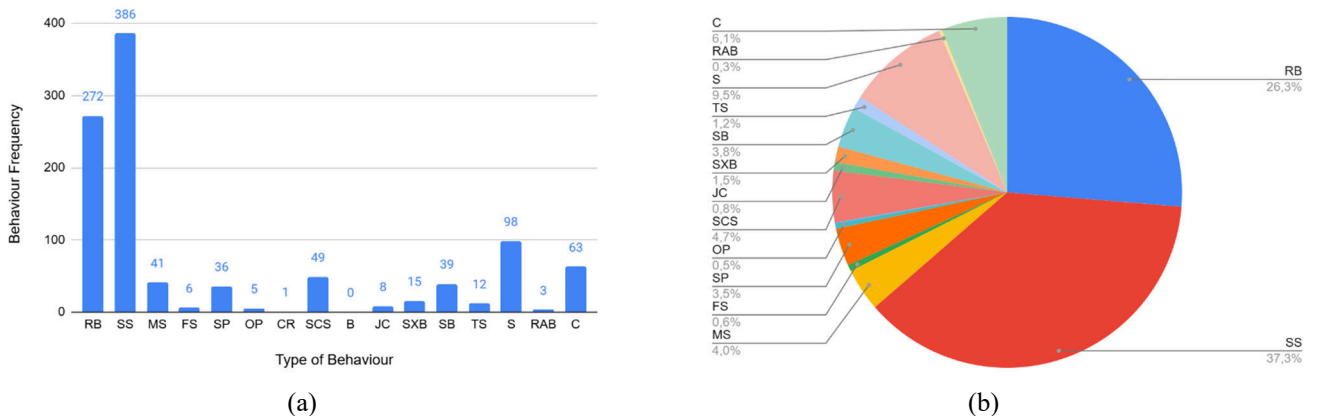 400
300
200
100
0
Behaviour Frequency
272
386
41
6
36
5
1
49
0
8
15
39
12
98
3
63
RB SS MS FS SP OP CR SCS B JC SXB SB TS S RAB C
Type of Behaviour
(a)
C
6,1%
RAB
0,3%
S
9,5%
TS
1,2%
SB
3,8%
SXB
1,5%
JC
0,8%
SCS
4,7%
OP
0,5%
SP
3,5%
FS
0,6%
MS
4,0%
RB
26,3%
SS
37,3%
(b)